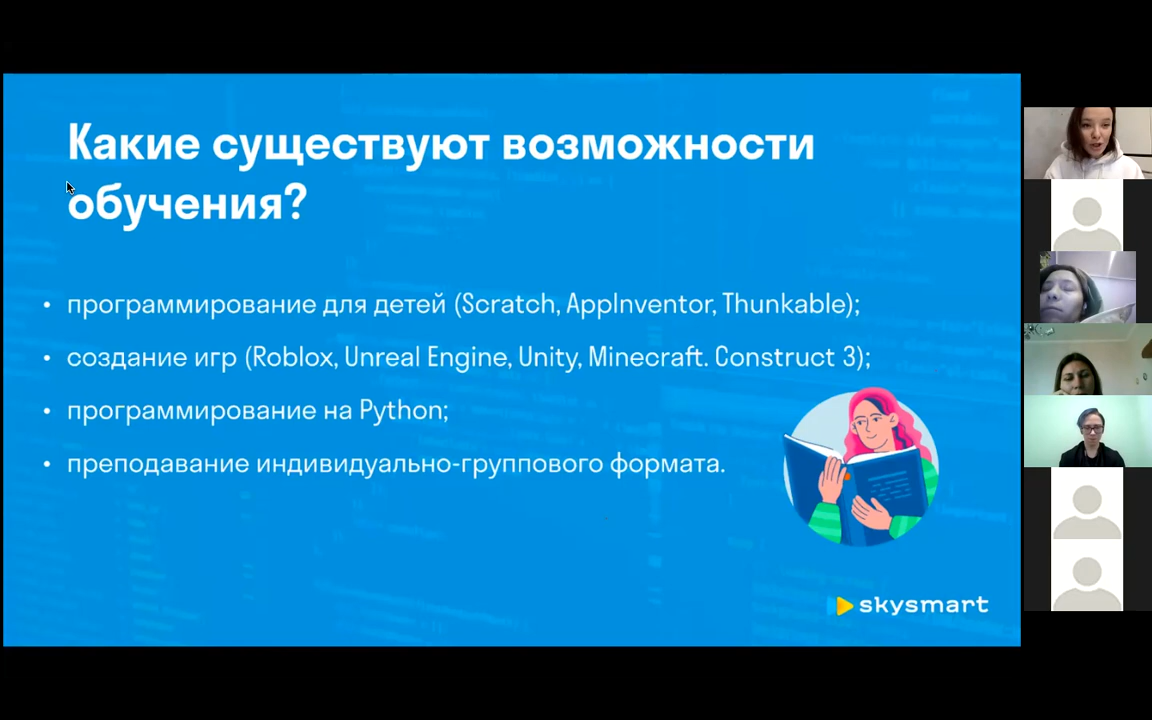 Какие существуют возможности
обучения?
• программирование для детей (Scratch, AppInventor, Thunkable);
• создание игр (Roblox, Unreal Engine, Unity, Minecraft. Construct 3);
• программирование на Python;
• преподавание индивидуально-группового формата.
skysmart